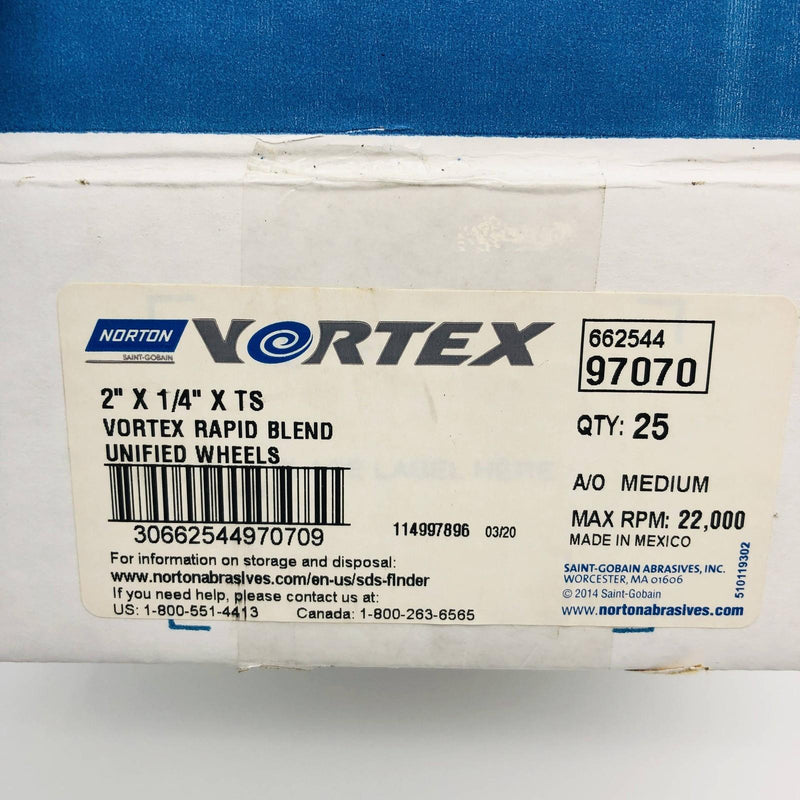 NORTON
SAINT-GOBAIN
VORTEX
662544
97070
2" X 1/4" X TS
VORTEX RAPID BLEND
UNIFIED WHEELS
QTY: 25
A/O MEDIUM
30662544970709
114997896 03/20
MAX RPM: 22,000
MADE IN MEXICO
For information on storage and disposal:
www.nortonabrasives.com/en-us/sds-finder
If you need help, please contact us at:
US: 1-800-551-4413 Canada: 1-800-263-6565
SAINT-GOBAIN ABRASIVES, INC.
WORCESTER, MA 01606
© 2014 Saint-Gobain
www.nortonabrasives.com
510119302
LABEL HERE